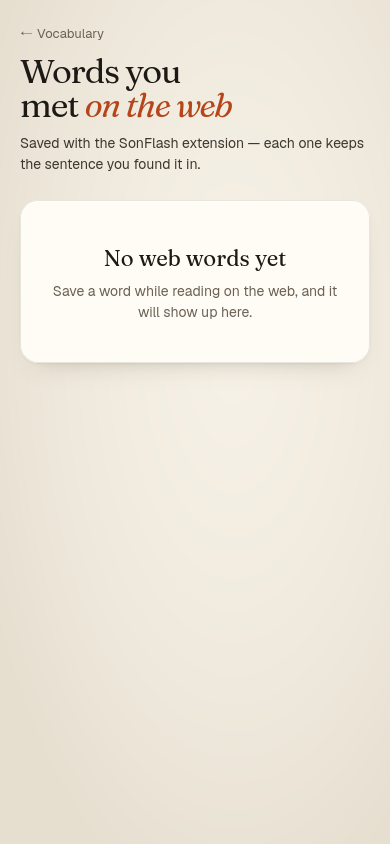 ← Vocabulary
Words you
met on the web
Saved with the SonFlash extension — each one keeps
the sentence you found it in.
No web words yet
Save a word while reading on the web, and it
will show up here.